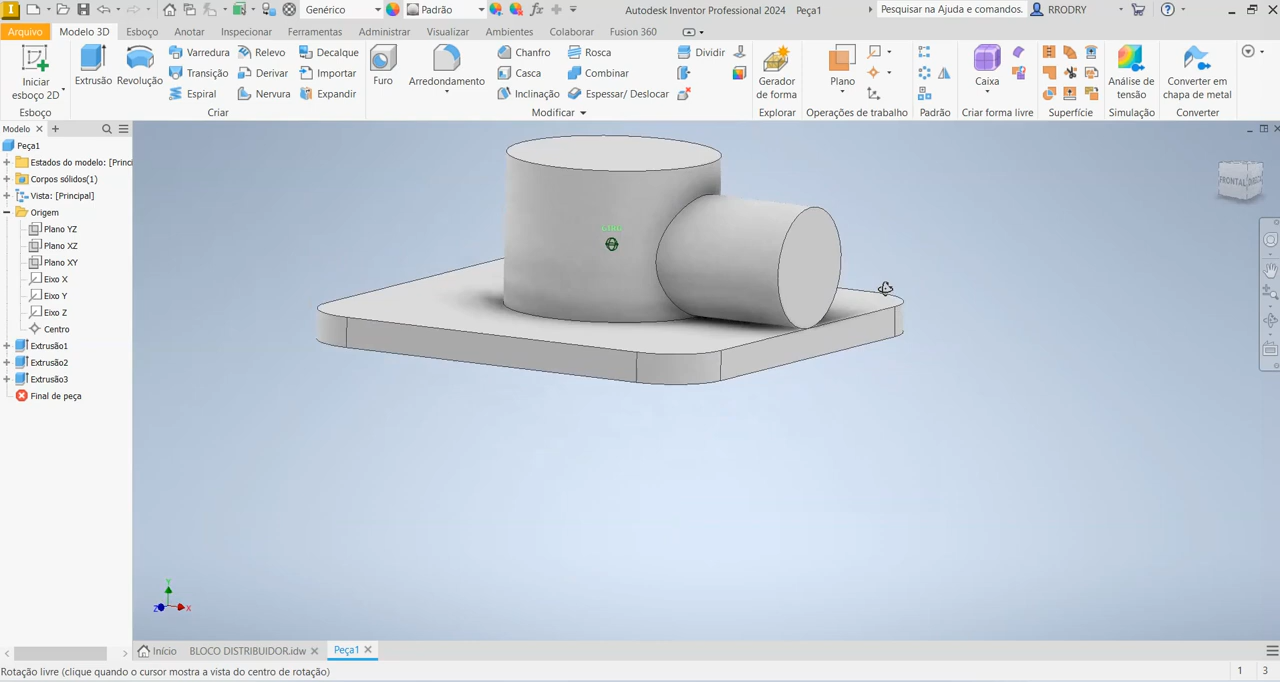 Genérico
Padrão
Autodesk Inventor Professional 2024 Peça1
Pesquisar na Ajuda e comandos.
RRODRY
Arquivo Modelo 3D Esboço Anotar Inspecionar Ferramentas Administrar Visualizar Ambientes Colaborar Fusion 360
Iniciar
esboço 2D
Esboço
Extrusão
Revolução
Varredura
Transição
Espiral
Relevo
Derivar
Nervura
Decalque
Importar
Expandir
Criar
Furo
Arredondamento
Chanfro
Casca
Inclinação
Rosca
Combinar
Espessar/ Deslocar
Dividir
Modificar
Gerador
de forma
Explorar
Plano
Operações de trabalho
Padrão
Caixa
Criar forma livre
Superfície
Análise de
tensão
Simulação
Converter em
chapa de metal
Converter
Modelo
Peça1
Estados do modelo: [Princi
Corpos sólidos(1)
Vista: [Principal]
Origem
Plano YZ
Plano XZ
Plano XY
Eixo X
Eixo Y
Eixo Z
Centro
Extrusão1
Extrusão2
Extrusão3
Final de peça
FRONTAL
Y
Z
X
Início
BLOCO DISTRIBUIDOR.idw
Peça1
Rotação livre (clique quando o cursor mostra a vista do centro de rotação)
1 3